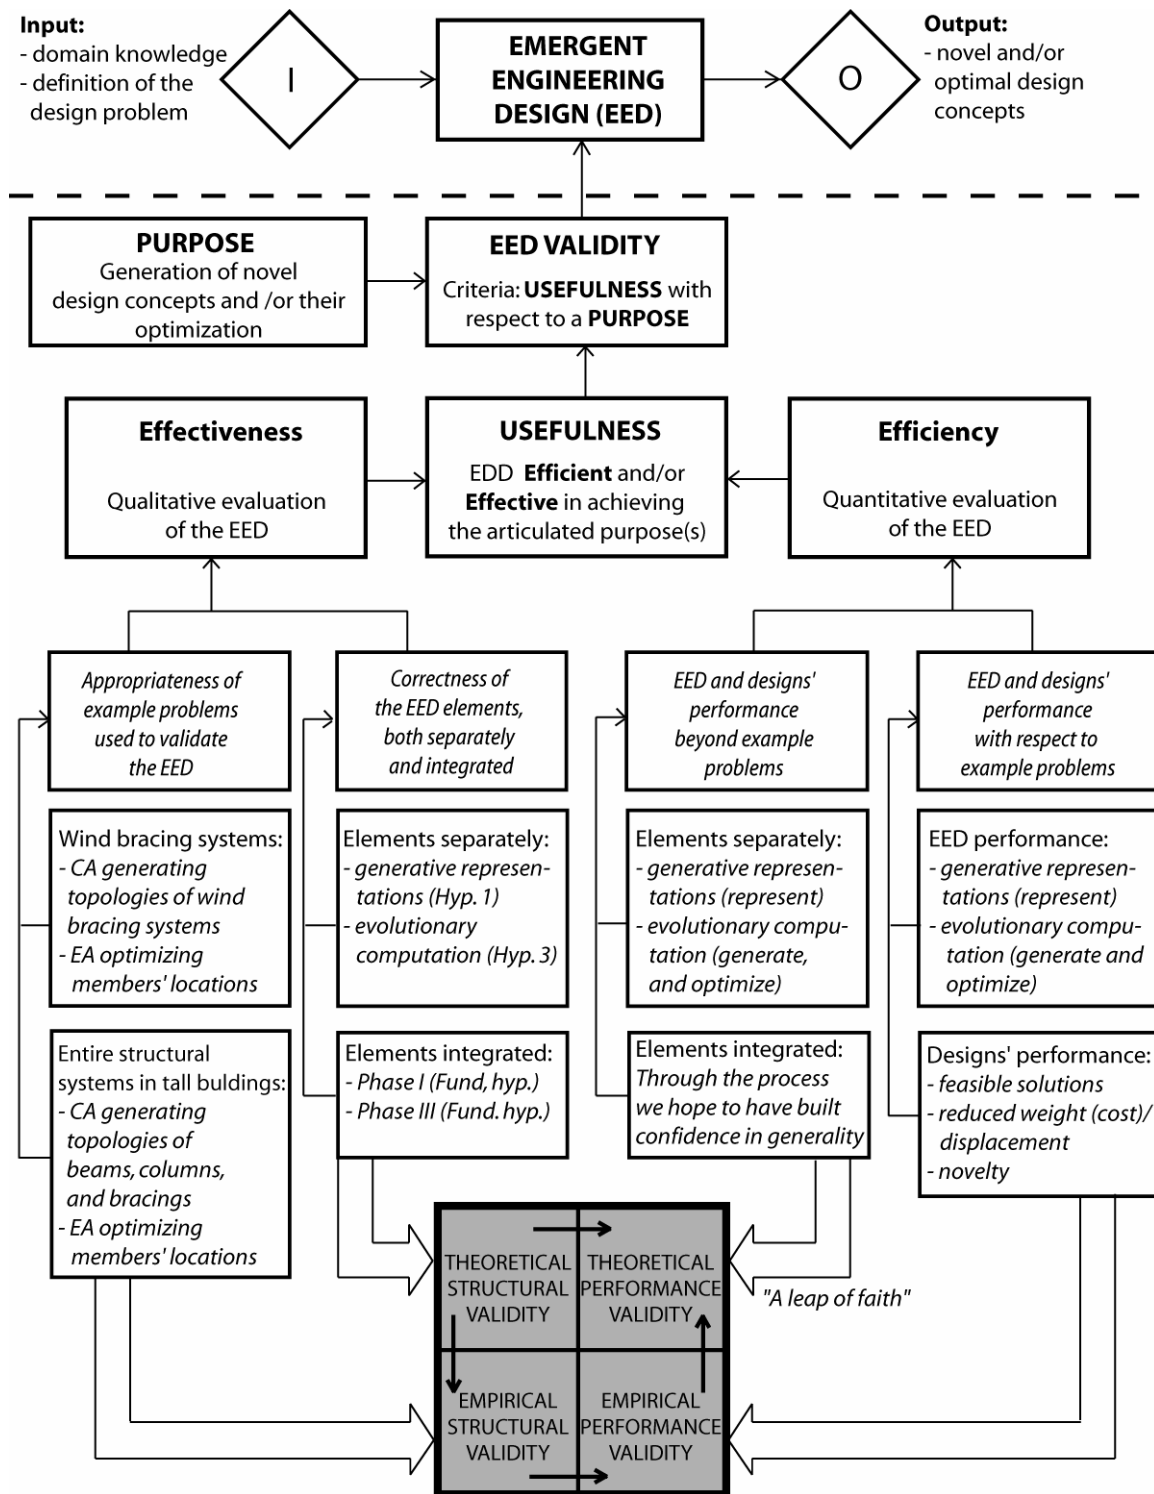 Input:
- domain knowledge
- definition of the
design problem
I
EMERGENT
ENGINEERING
DESIGN (EED)
O
Output:
- novel and/or
optimal design
concepts
PURPOSE
Generation of novel
design concepts and /or their
optimization
EED VALIDITY
Criteria: USEFULNESS with
respect to a PURPOSE
Effectiveness
Qualitative evaluation
of the EED
USEFULNESS
EDD Efficient and/or
Effective in achieving
the articulated purpose(s)
Efficiency
Quantitative evaluation
of the EED
Appropriateness of
example problems
used to validate
the EED
Correctness of
the EED elements,
both separately
and integrated
EED and designs'
performance
beyond example
problems
EED and designs'
performance
with respect to
example problems
Wind bracing systems:
- CA generating
topologies of wind
bracing systems
- EA optimizing
members' locations
Elements separately:
- generative represen-
tations (Hyp. 1)
- evolutionary
computation (Hyp. 3)
Elements separately:
- generative represen-
tations (represent)
- evolutionary compu-
tation (generate,
and optimize)
EED performance:
- generative represen-
tations (represent)
- evolutionary compu-
tation (generate and
optimize)
Entire structural
systems in tall buldings:
- CA generating
topologies of
beams, columns,
and bracings
- EA optimizing
members' locations
Elements integrated:
- Phase I (Fund, hyp.)
- Phase III (Fund. hyp.)
Elements integrated:
Through the process
we hope to have built
confidence in generality
Designs' performance:
- feasible solutions
- reduced weight (cost)/
displacement
- novelty
THEORETICAL
STRUCTURAL
VALIDITY
THEORETICAL
PERFORMANCE
VALIDITY
"A leap of faith"
EMPIRICAL
STRUCTURAL
VALIDITY
EMPIRICAL
PERFORMANCE
VALIDITY